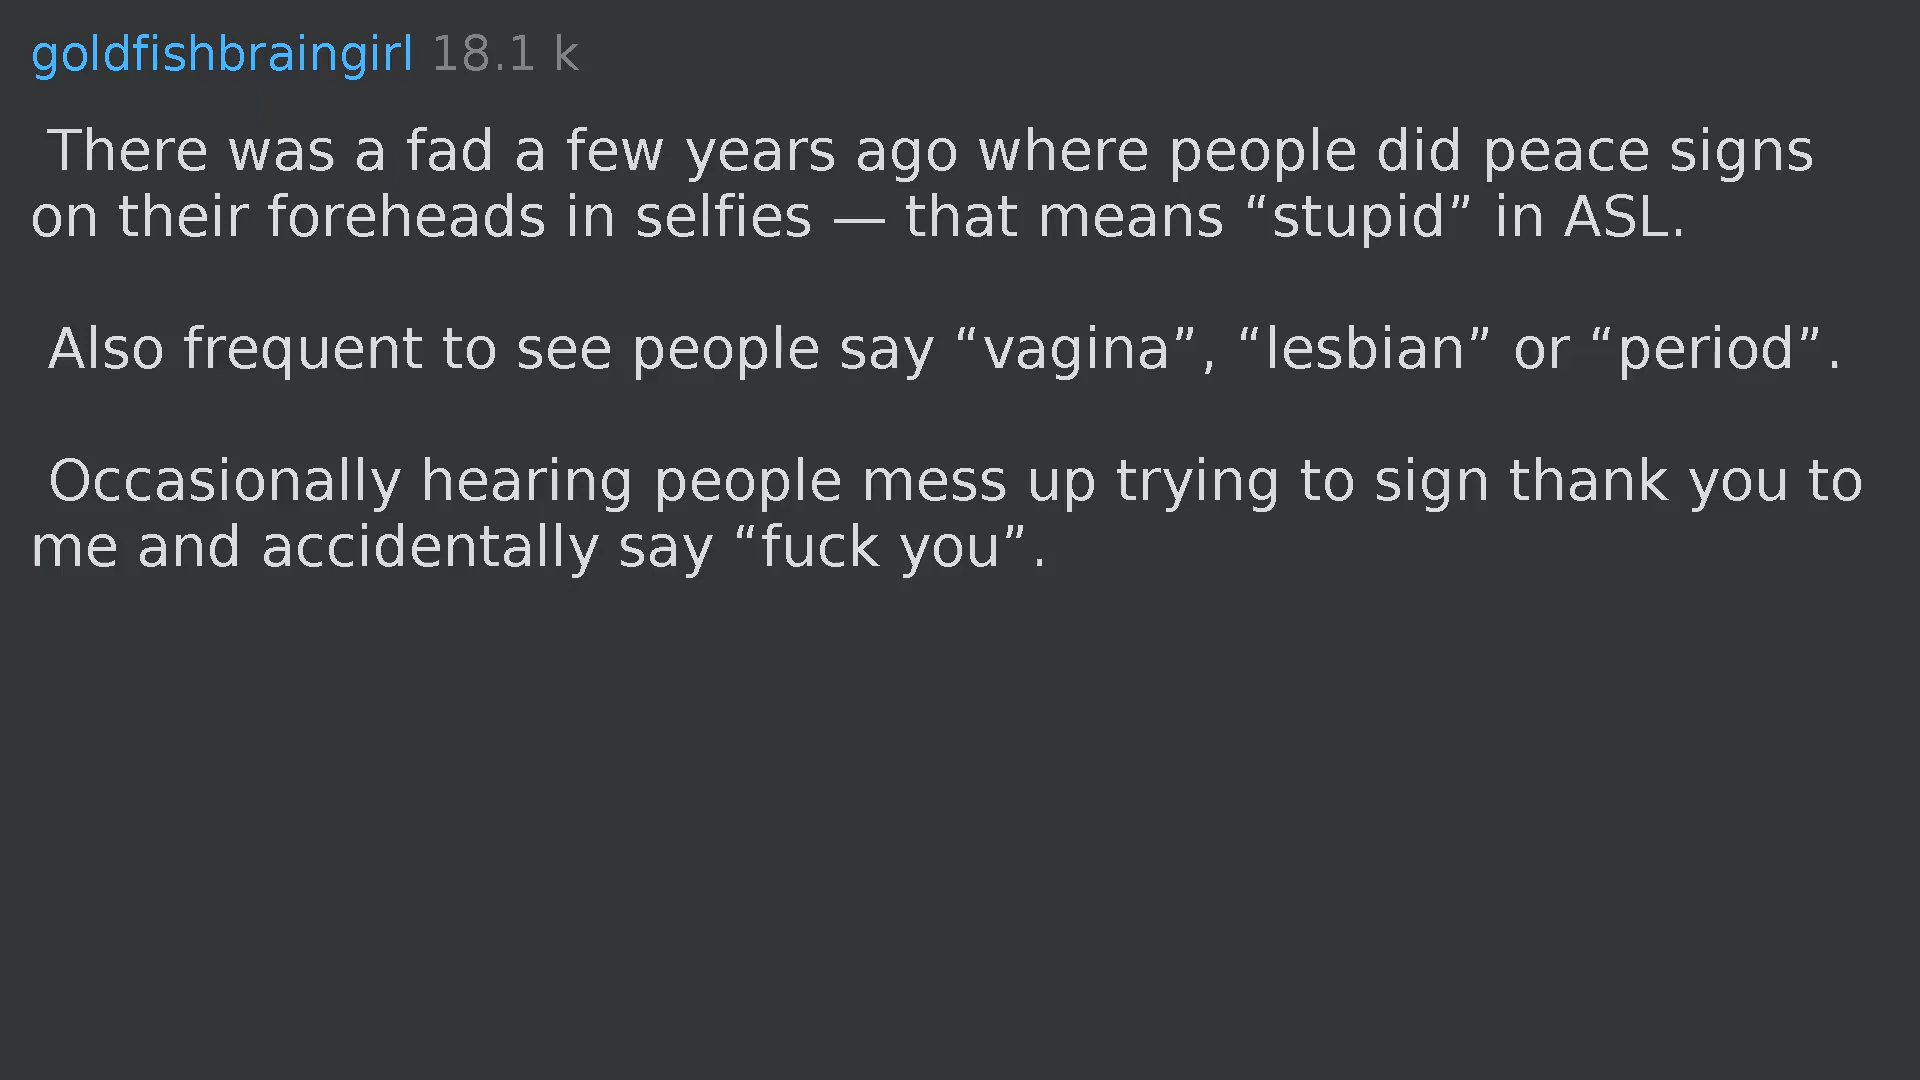 goldfishbraingirl 18.1 k
There was a fad a few years ago where people did peace signs
on their foreheads in selfies — that means “stupid” in ASL.
Also frequent to see people say “vagina”, “lesbian” or “period”.
Occasionally hearing people mess up trying to sign thank you to
me and accidentally say “fuck you”.